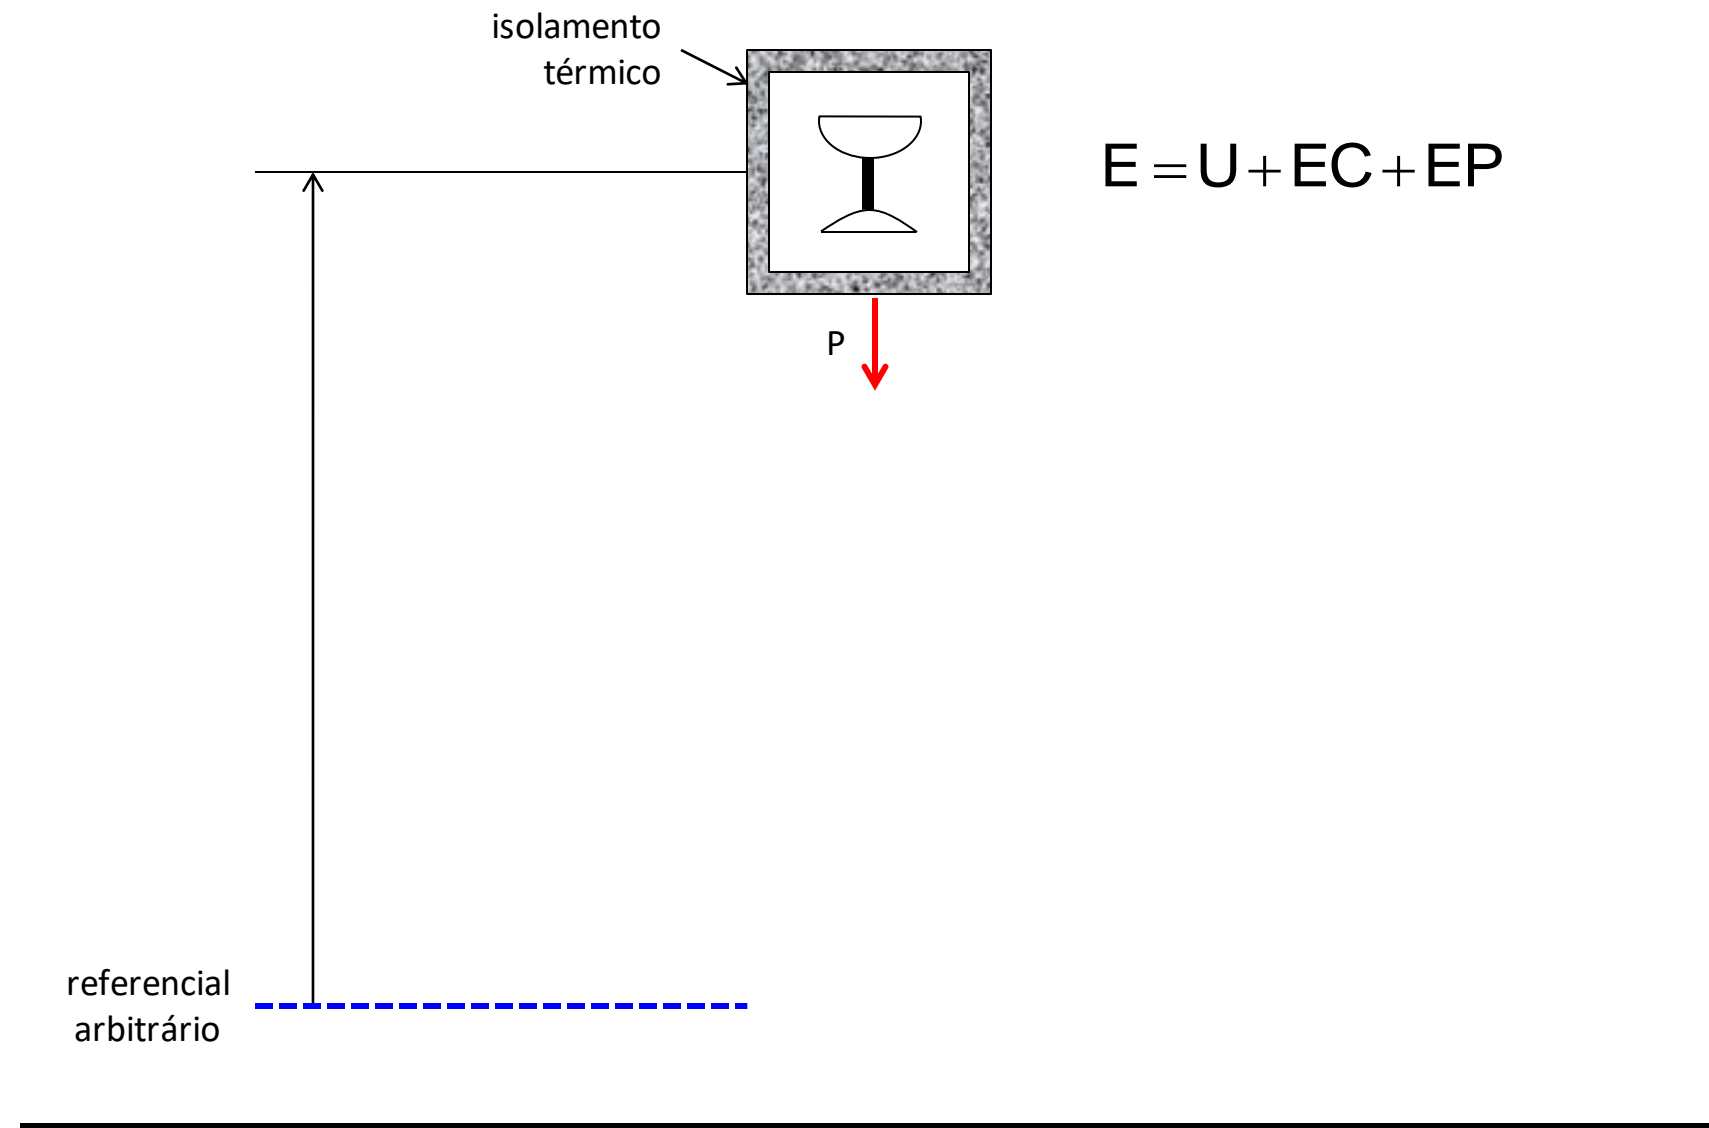 isolamento
térmico
E = U + EC + EP
P
referencial
arbitrário